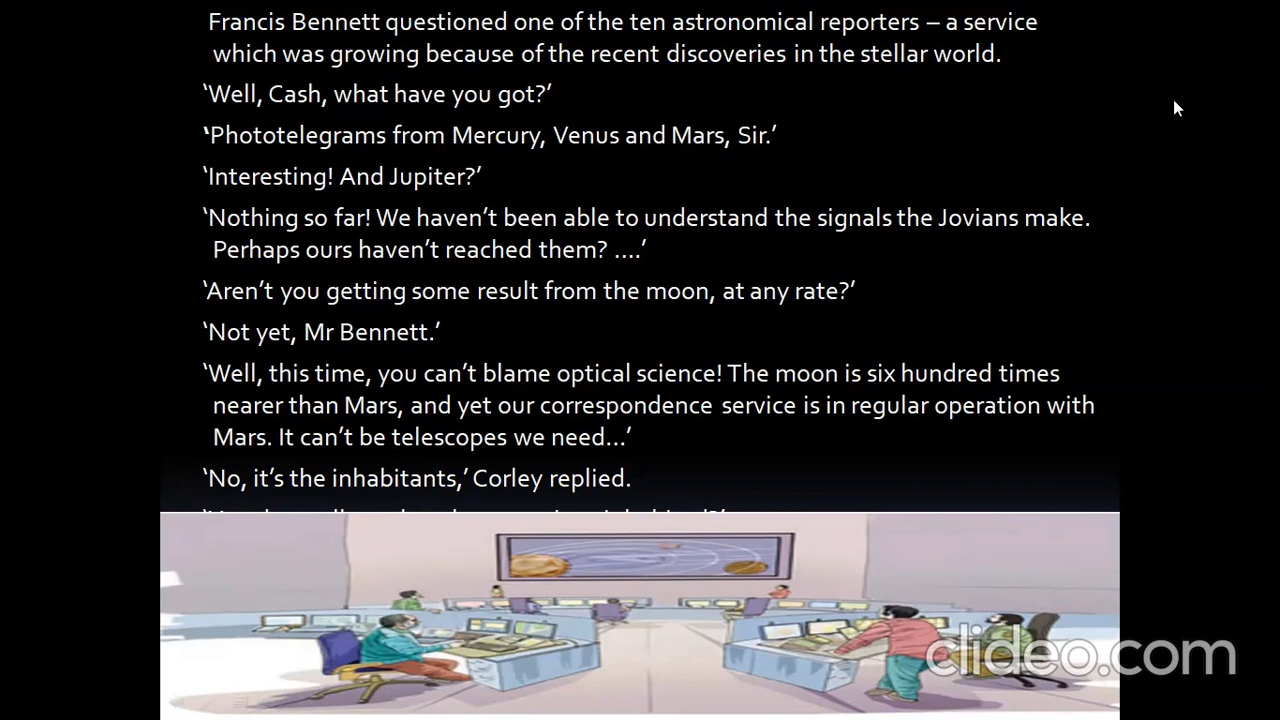 Francis Bennett questioned one of the ten astronomical reporters – a service
which was growing because of the recent discoveries in the stellar world.
‘Well, Cash, what have you got?’
‘Phototelegrams from Mercury, Venus and Mars, Sir.’
‘Interesting! And Jupiter?’
‘Nothing so far! We haven’t been able to understand the signals the Jovians make.
Perhaps ours haven’t reached them? ....’
‘Aren’t you getting some result from the moon, at any rate?’
‘Not yet, Mr Bennett.’
‘Well, this time, you can’t blame optical science! The moon is six hundred times
nearer than Mars, and yet our correspondence service is in regular operation with
Mars. It can’t be telescopes we need...’
‘No, it’s the inhabitants,’ Corley replied.
clideo.com